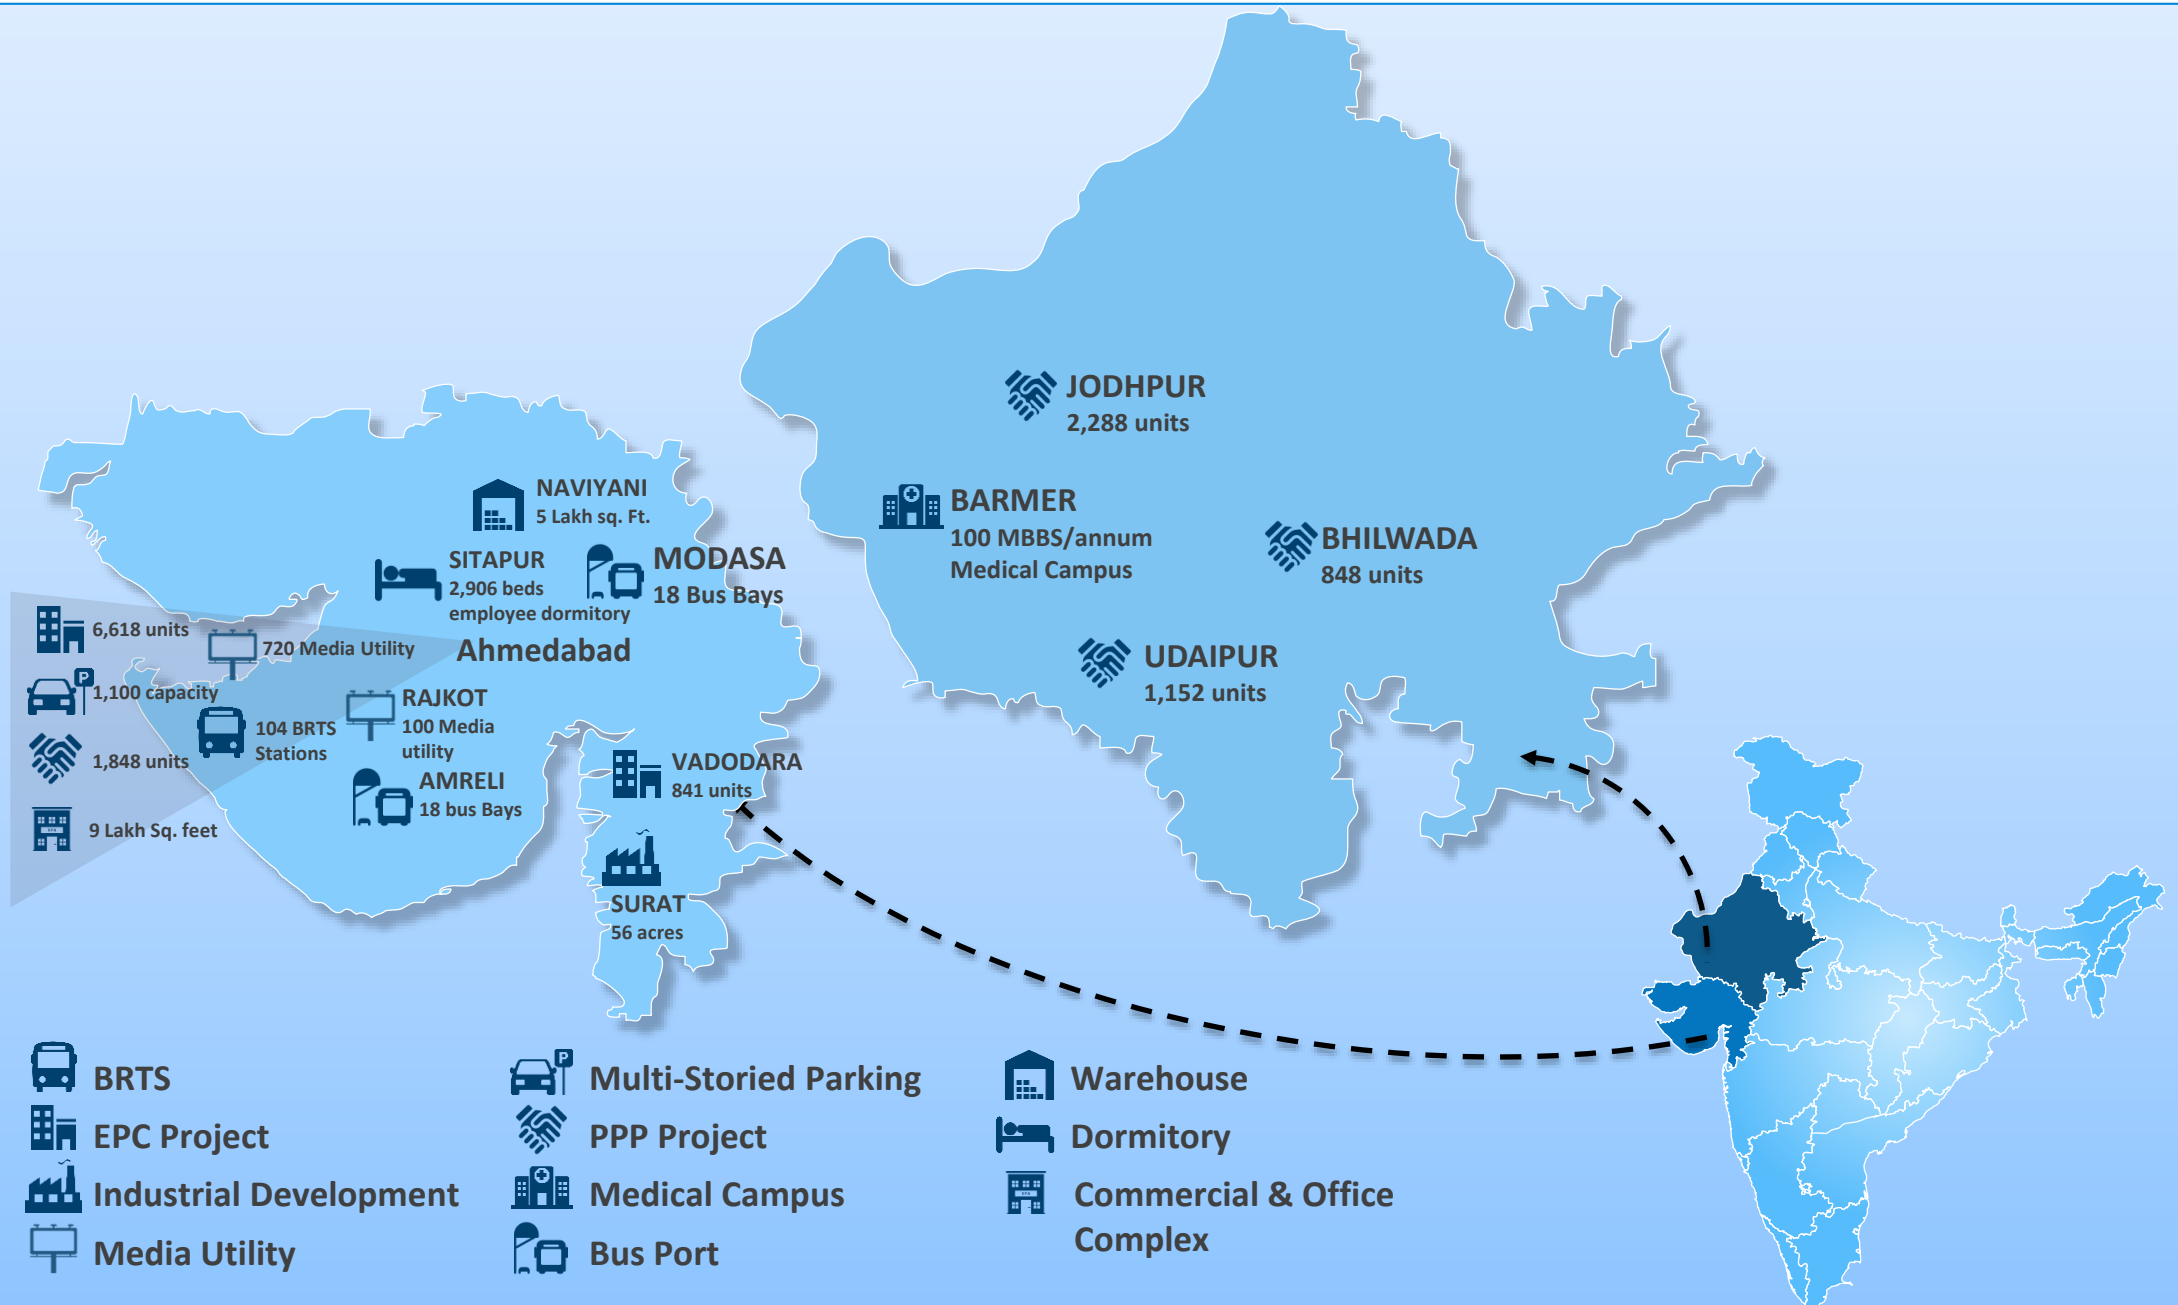 JODHPUR
2,288 units
BARMER
100 MBBS/annum
Medical Campus
BHILWADA
848 units
UDAIPUR
1,152 units
NAVIYANI
5 Lakh sq. Ft.
SITAPUR
2,906 beds
employee dormitory
MODASA
18 Bus Bays
Ahmedabad
6,618 units
720 Media Utility
1,100 capacity
104 BRTS
Stations
1,848 units
9 Lakh Sq. feet
RAJKOT
100 Media
utility
AMRELI
18 bus Bays
VADODARA
841 units
SURAT
56 acres
BRTS
EPC Project
Industrial Development
Media Utility
P
Multi-Storied Parking
PPP Project
Medical Campus
Bus Port
Warehouse
Dormitory
Commercial & Office
Complex